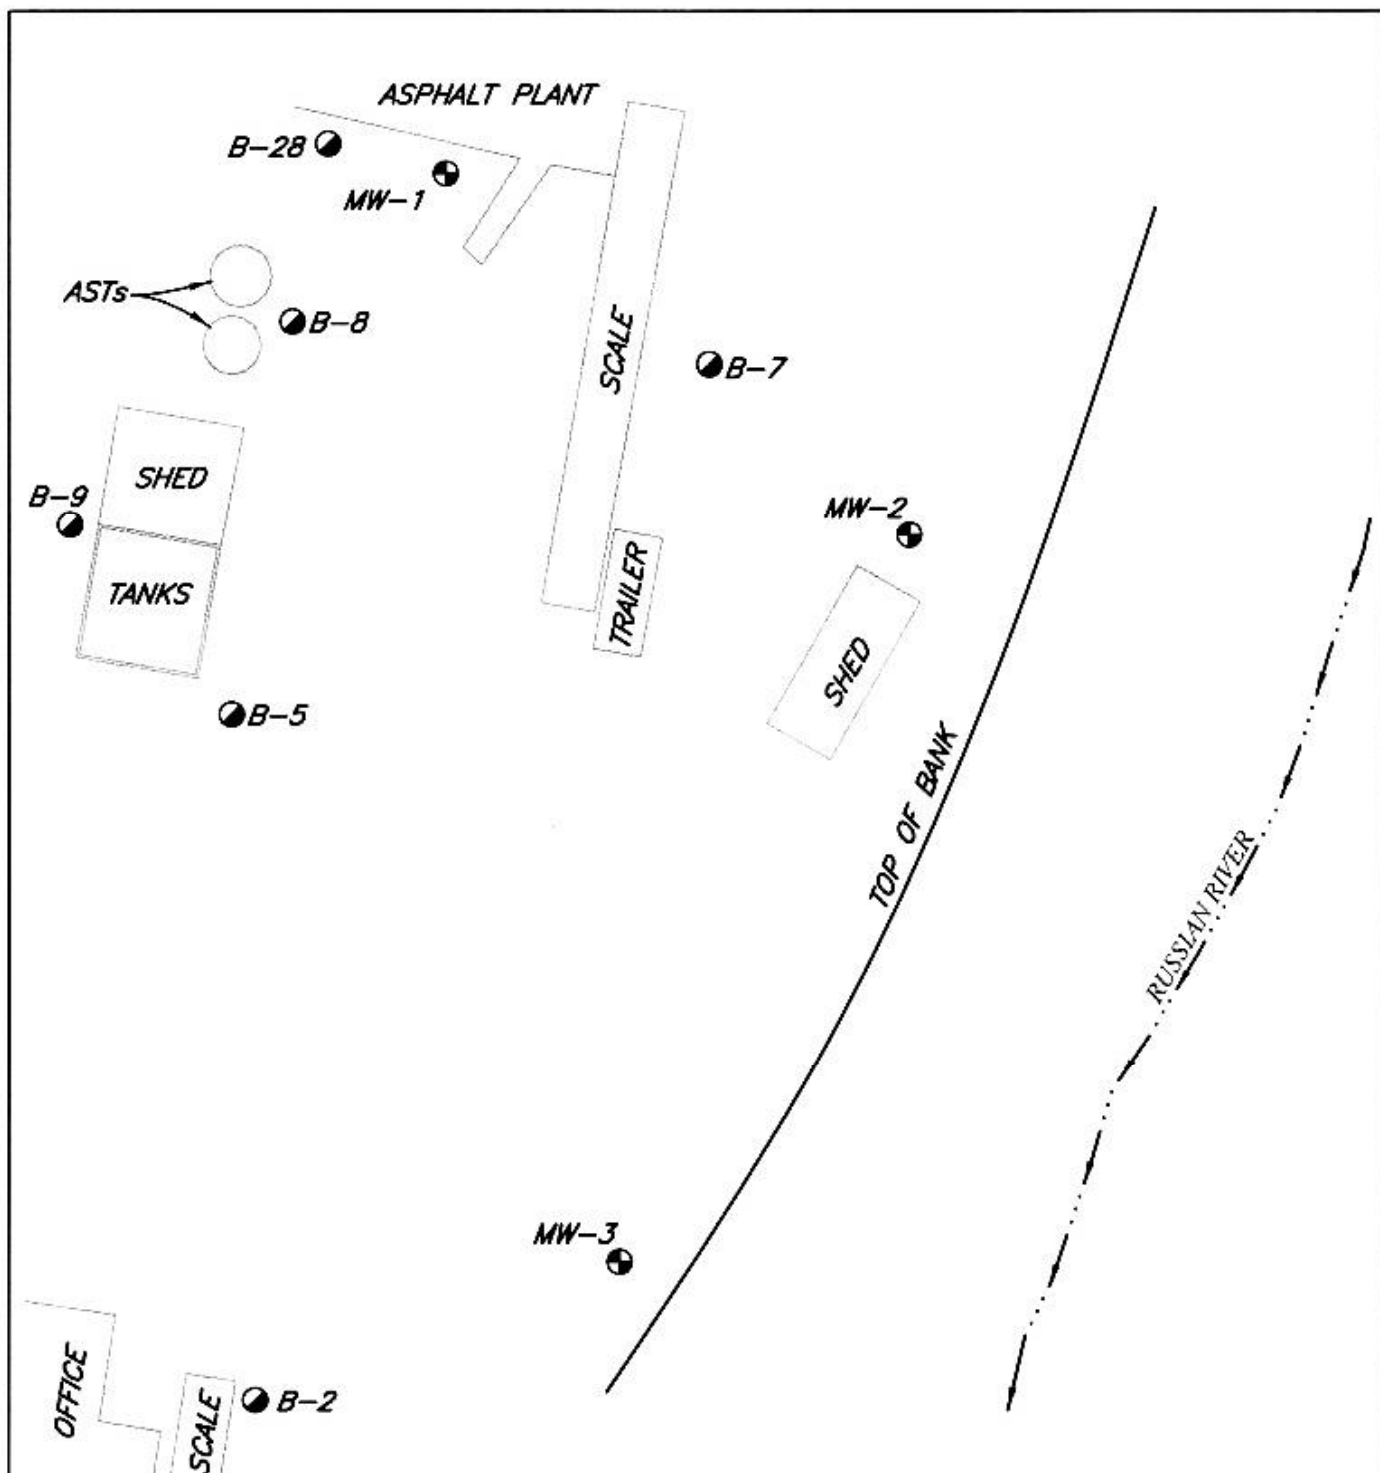 ASPHALT PLANT
B-28
MW-1
ASTs
B-8
SCALE
B-7
SHED
B-9
MW-2
TANKS
TRAILER
SHED
B-5
TOP OF BANK
RUSSIAN RIVER
MW-3
OFFICE
SCALE
B-2